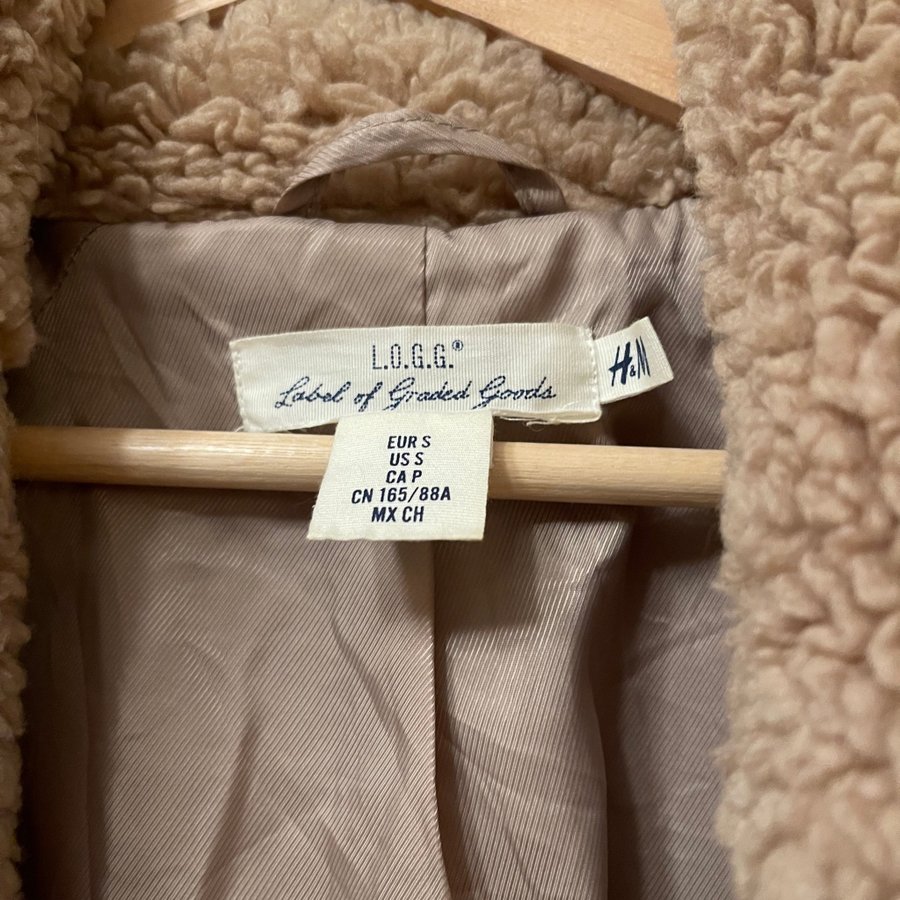 L.O.G.G.®
Label of Graded Goods
H&M
EUR S
US S
CA P
CN 165/88A
MX CH